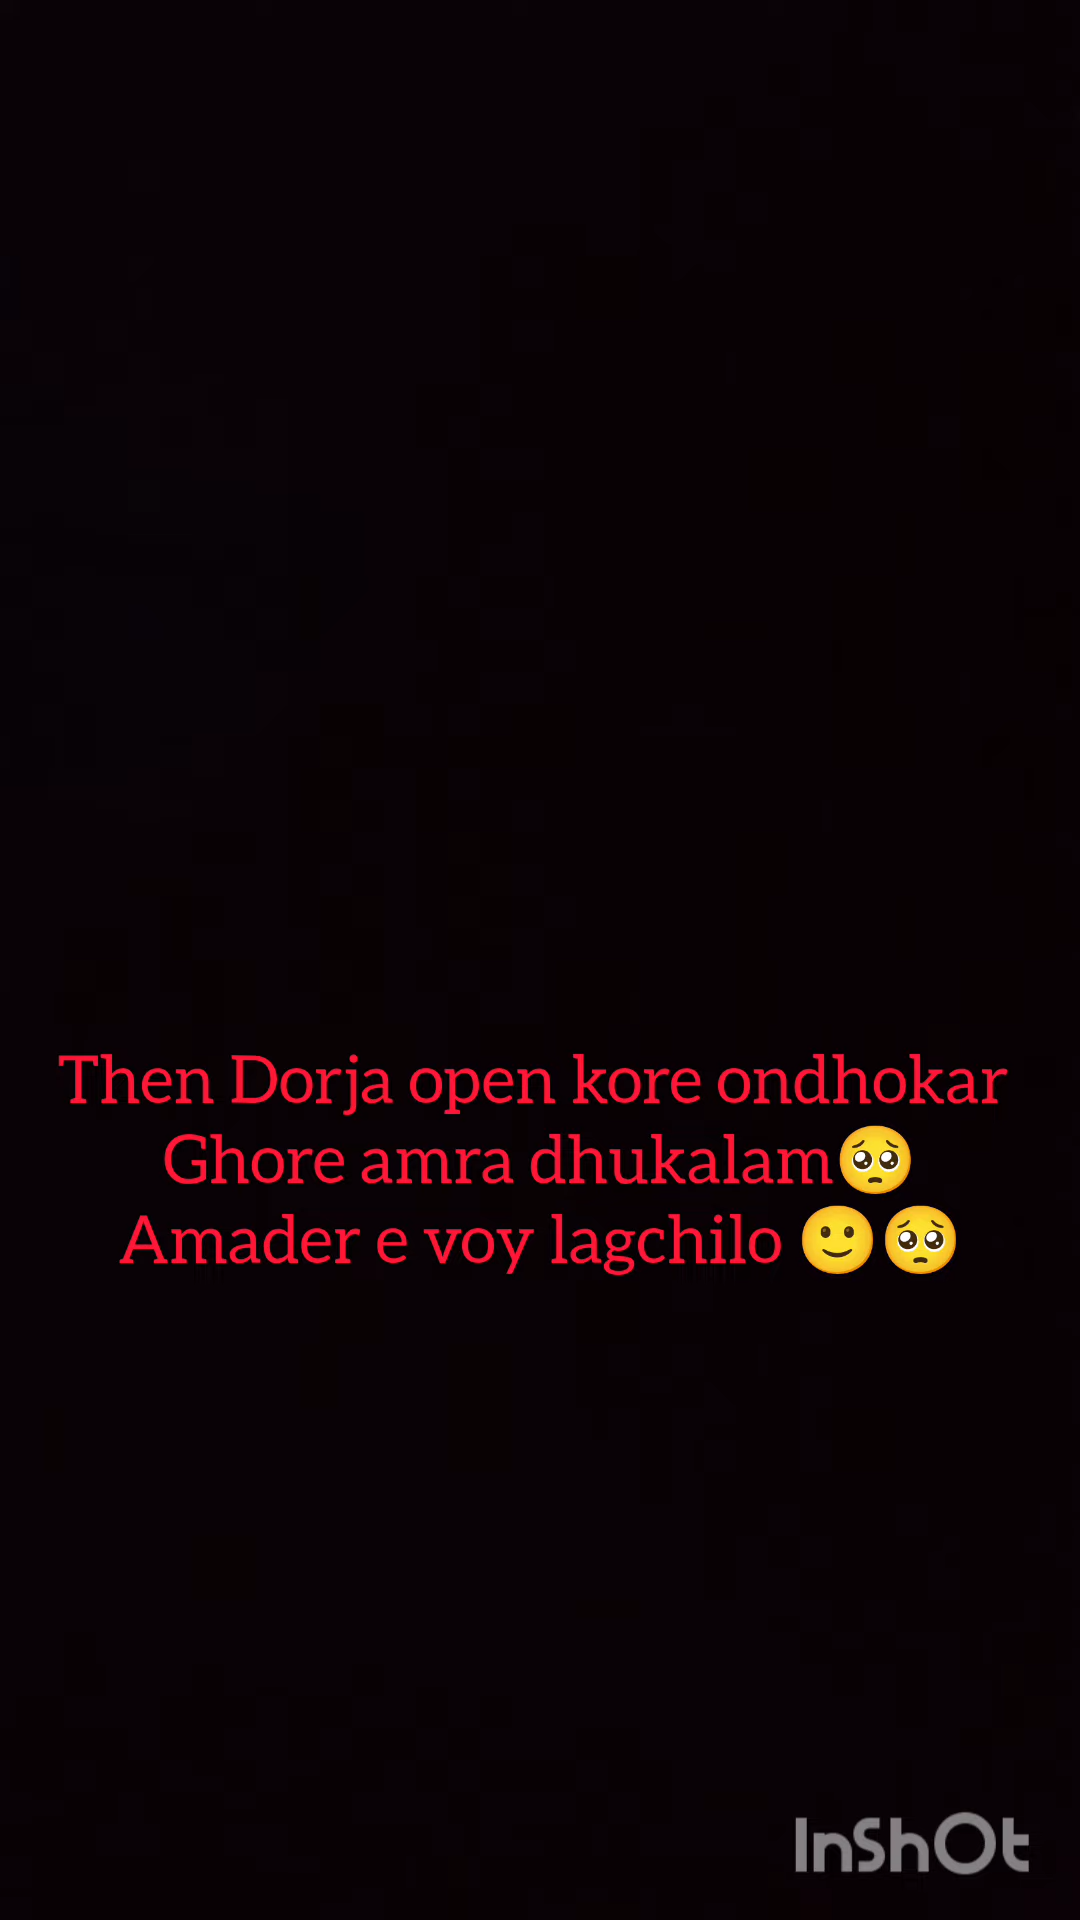 Then Dorja open kore ondhokar
Ghore amra dhukalam🥺
Amader e voy lagchilo 🙂🥺
InShOt